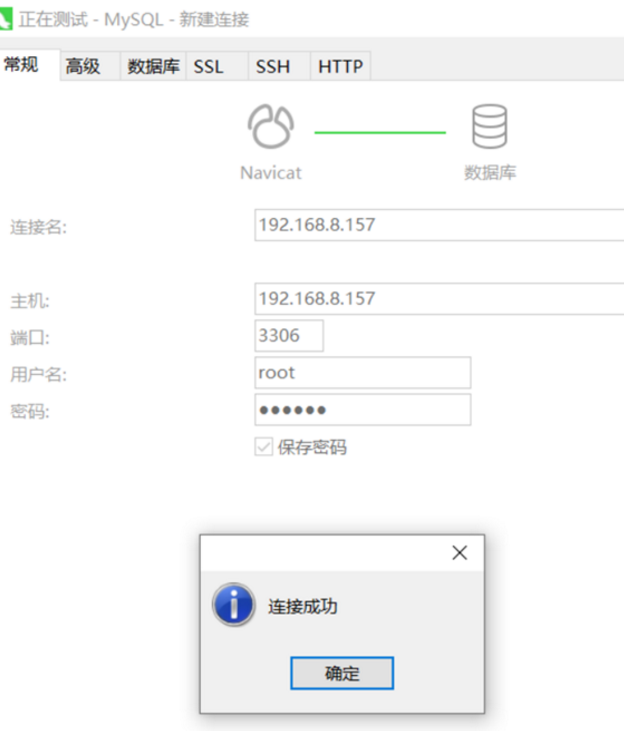 正在测试 - MySQL - 新建连接
常规 高级 数据库 SSL SSH HTTP
Navicat 数据库
连接名: 192.168.8.157
主机: 192.168.8.157
端口: 3306
用户名: root
密码: ●●●●●●
保存密码
连接成功
确定